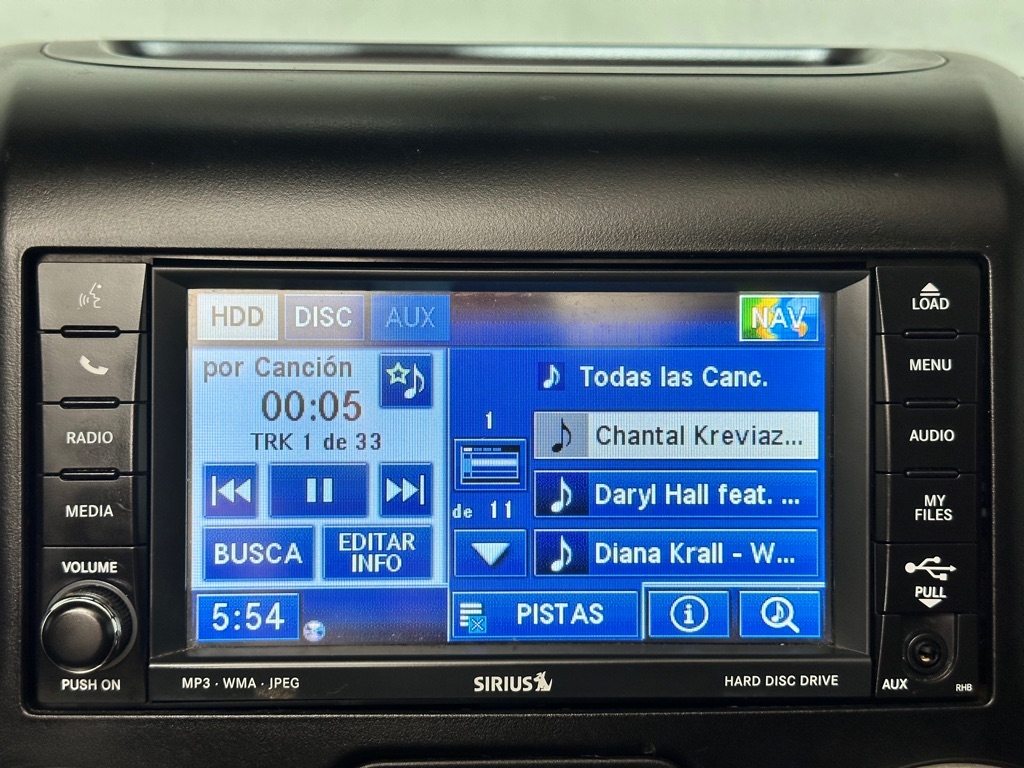 HDD DISC AUX NAV
por Canción
00:05
TRK 1 de 33
BUSCA
EDITAR
INFO
5:54
1
de 11
Todas las Canc.
Chantal Kreviaz...
Daryl Hall feat. ...
Diana Krall - W...
PISTAS
RADIO
MEDIA
VOLUME
PUSH ON
LOAD
MENU
AUDIO
MY
FILES
PULL
AUX
RHB
MP3 · WMA · JPEG
SIRIUS
HARD DISC DRIVE